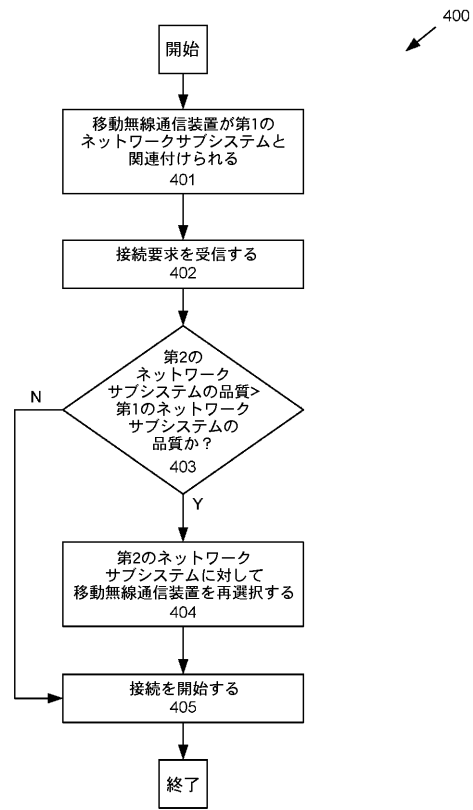 400
開始
移動無線通信装置が第1の
ネットワークサブシステムと
関連付けられる
401
接続要求を受信する
402
第2の
ネットワーク
サブシステムの品質>
第1のネットワーク
サブシステムの
品質か?
403
N
Y
第2のネットワーク
サブシステムに対して
移動無線通信装置を再選択する
404
接続を開始する
405
終了